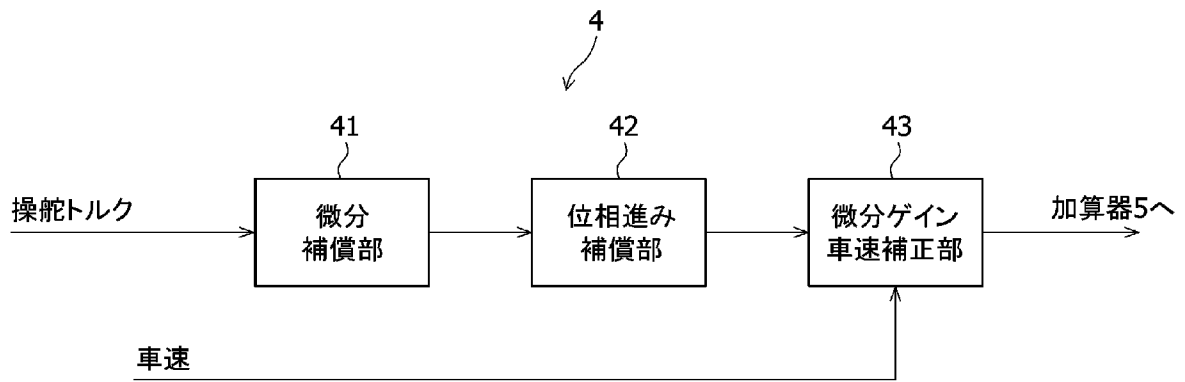 4
41
42
43
操舵トルク
微分
補償部
位相進み
補償部
微分ゲイン
車速補正部
加算器5へ
車速